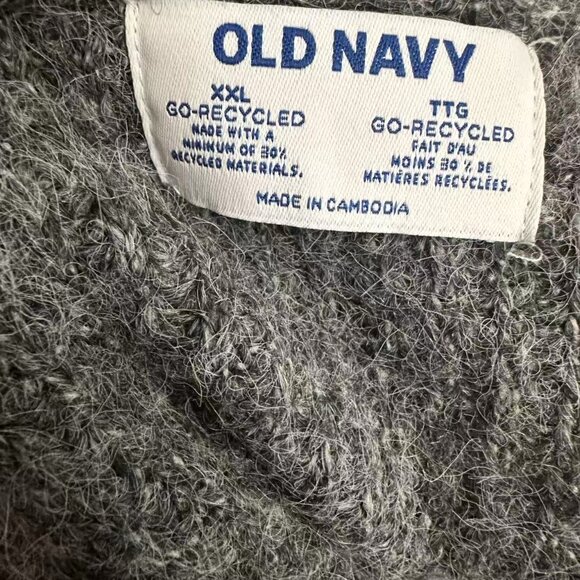 OLD NAVY
XXL
GO-RECYCLED
MADE WITH A
MINIMUM OF 30%
RECYCLED MATERIALS.
TTG
GO-RECYCLED
FAIT D'AU
MOINS 30 % DE
MATIÈRES RECYCLÉES.
MADE IN CAMBODIA